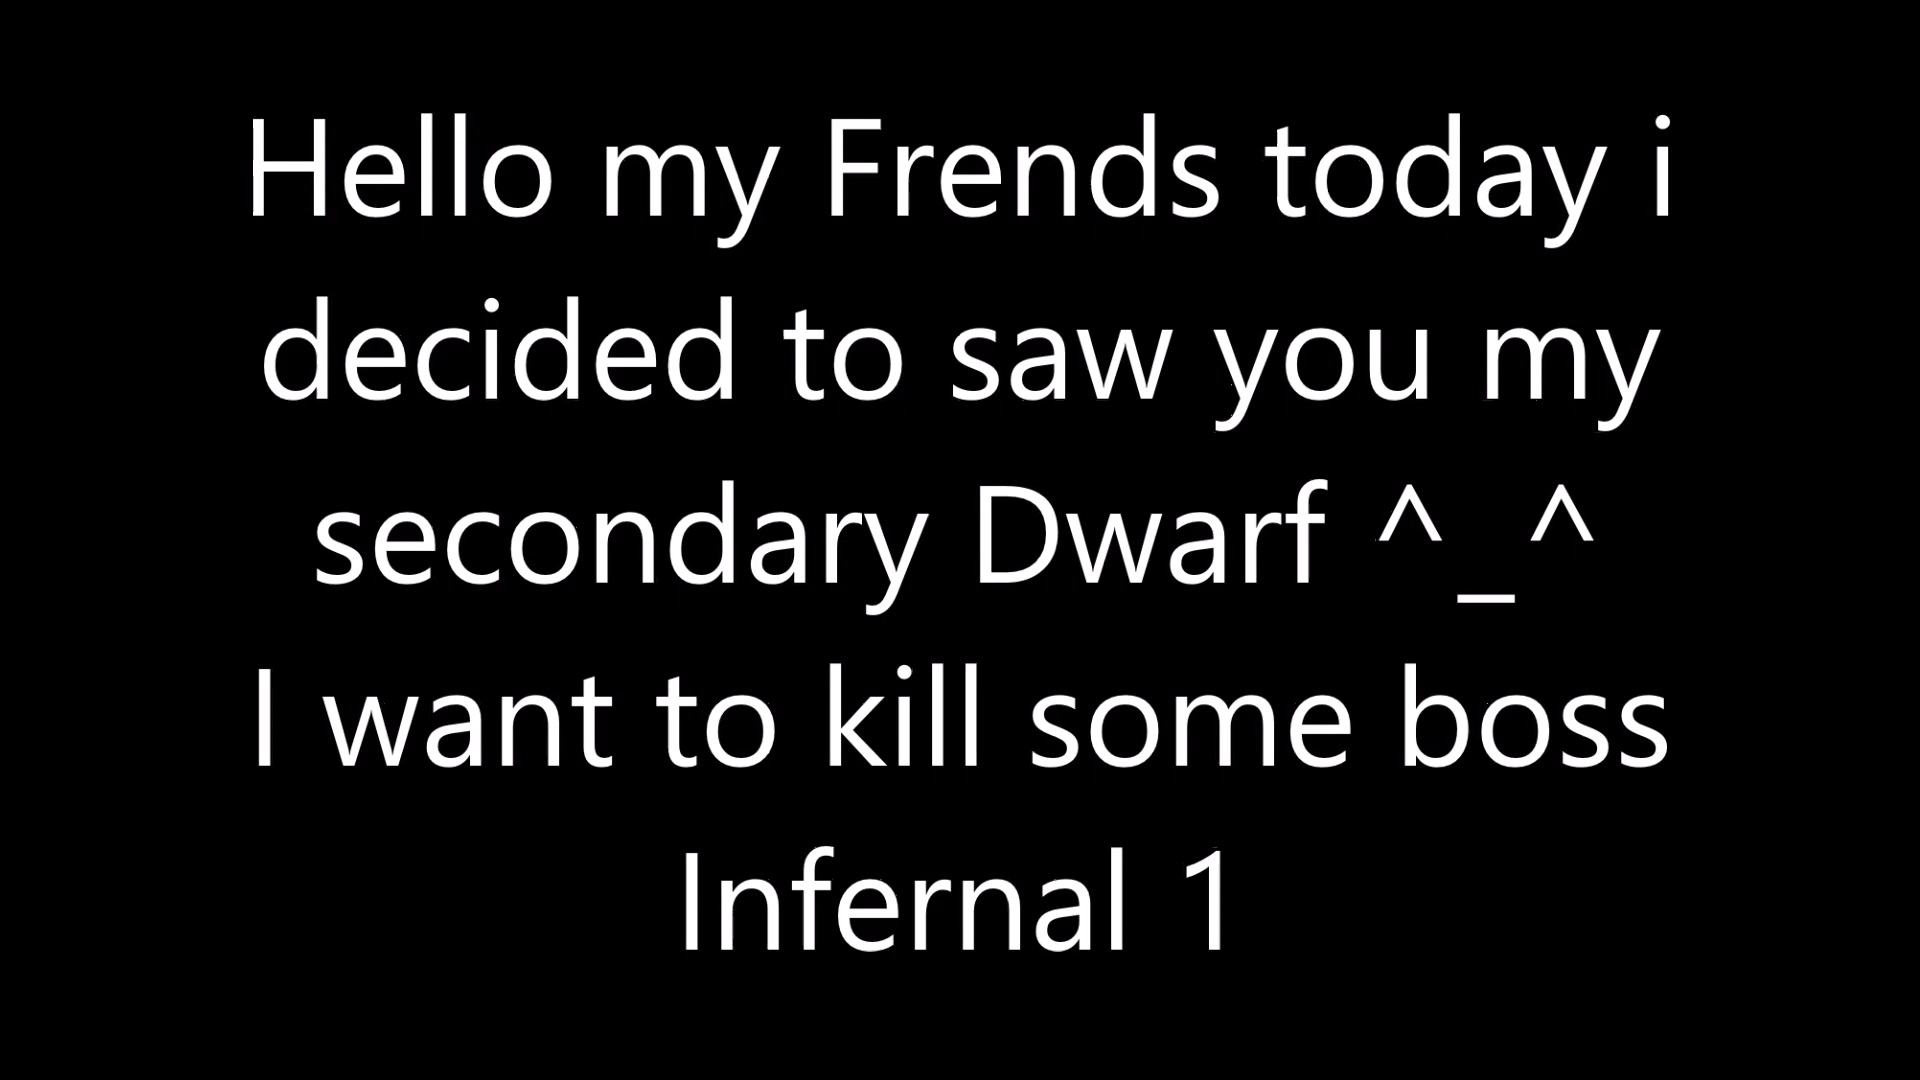 Hello my Frends today i
decided to saw you my
secondary Dwarf ^_^
I want to kill some boss
Infernal 1